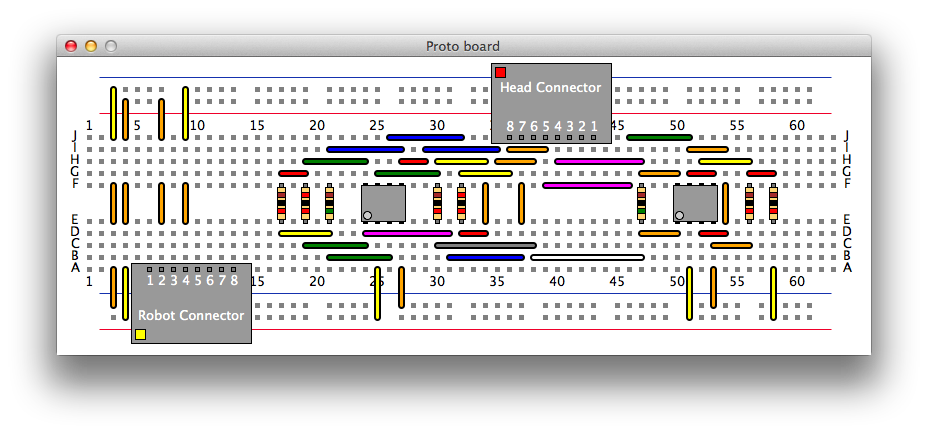 Proto board
Head Connector
1 5 10 15 20 25 30 35 40 45 50 55 60
8 7 6 5 4 3 2 1
J J
I I
H H
G G
F F
E E
D D
C C
B B
A A
1 15 20 25 30 35 40 45 50 55 60
1 2 3 4 5 6 7 8
Robot Connector